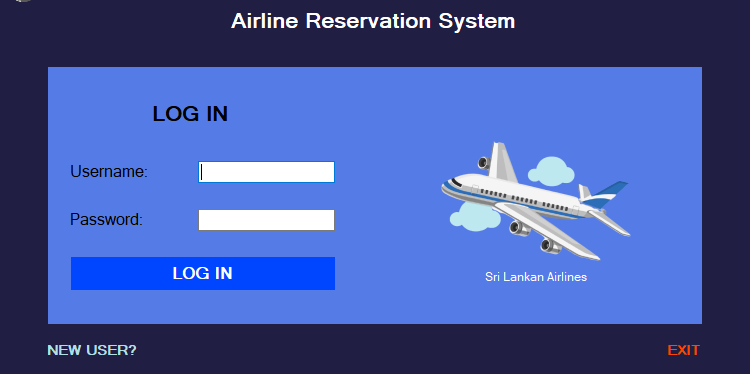 Airline Reservation System
LOG IN
Username:
Password:
LOG IN
Sri Lankan Airlines
NEW USER?
EXIT